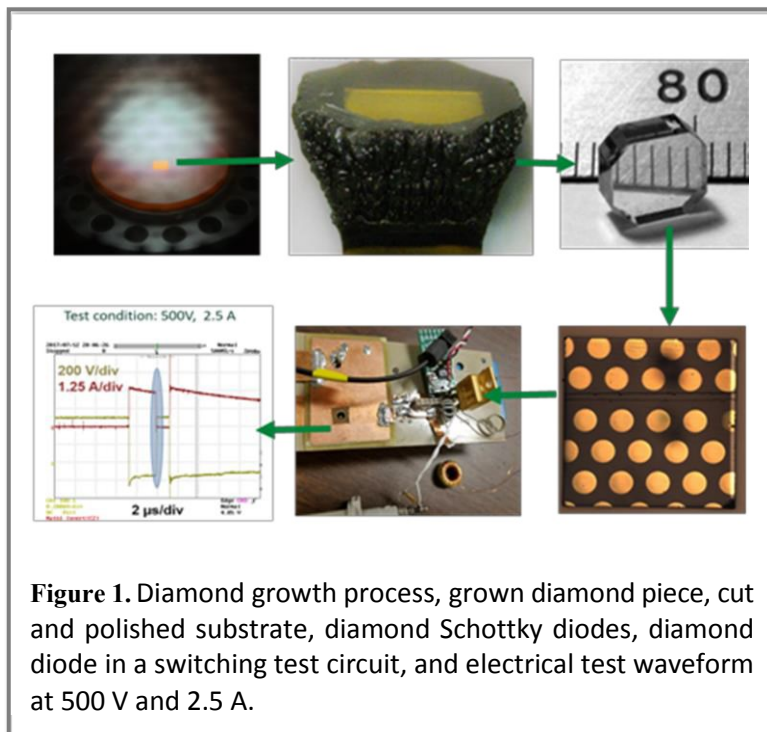 80
Test condition: 500V, 2.5 A
Stopped
Normal
200 V/div
1.25 A/div
2 µs/div
Figure 1. Diamond growth process, grown diamond piece, cut
and polished substrate, diamond Schottky diodes, diamond
diode in a switching test circuit, and electrical test waveform
at 500 V and 2.5 A.